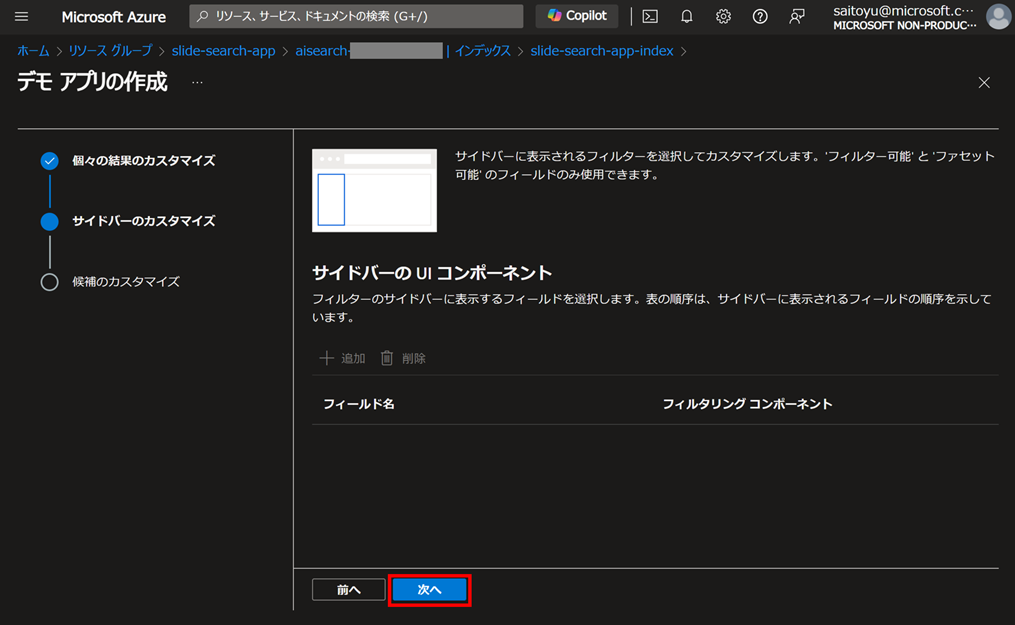 Microsoft Azure
リソース、サービス、ドキュメントの検索 (G+/)
Copilot
saitoyu@microsoft.c…
MICROSOFT NON-PRODUC…
ホーム > リソース グループ > slide-search-app > aisearch- | インデックス > slide-search-app-index >
デモ アプリの作成 …
個々の結果のカスタマイズ
サイドバーのカスタマイズ
候補のカスタマイズ
サイドバーに表示されるフィルターを選択してカスタマイズします。'フィルター可能' と 'ファセット
可能' のフィールドのみ使用できます。
サイドバーの UI コンポーネント
フィルターのサイドバーに表示するフィールドを選択します。表の順序は、サイドバーに表示されるフィールドの順序を示して
います。
追加 削除
フィールド名 フィルタリング コンポーネント
前へ 次へ